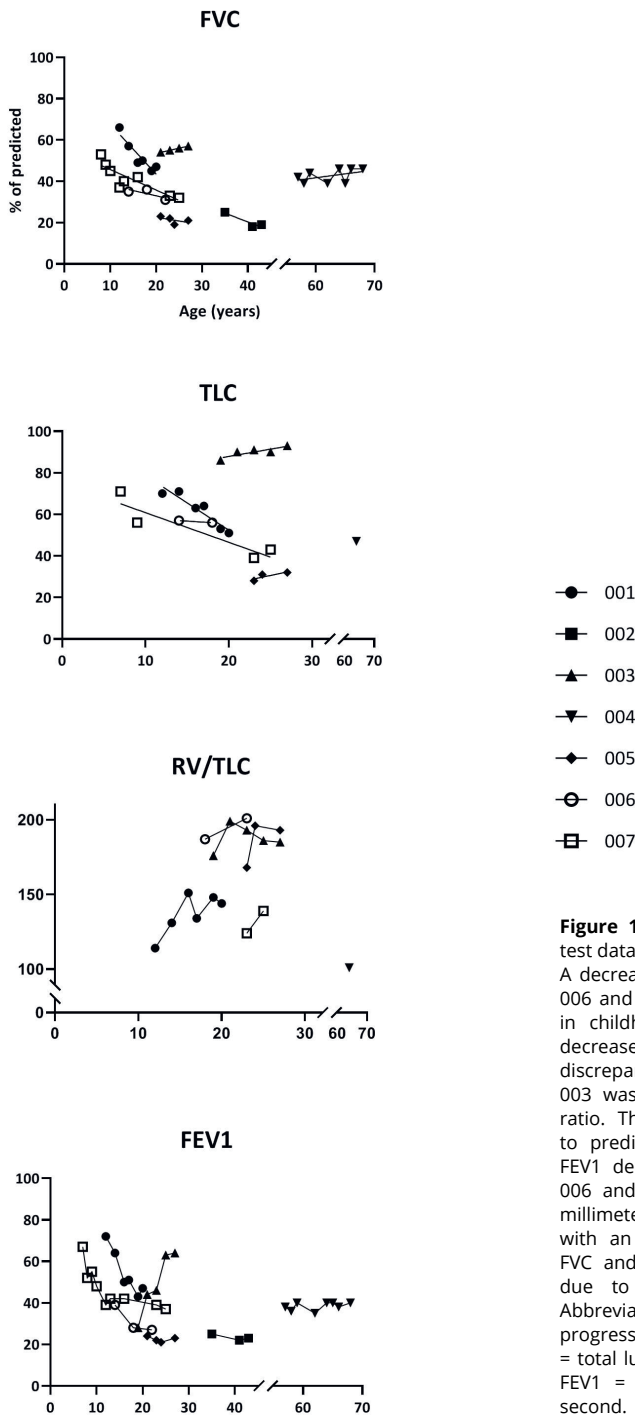 FVC
100
80
60
40
20
0
% of predicted
0 10 20 30 40 60 70
Age (years)
TLC
100
80
60
40
20
0
0 10 20 30 60 70
RV/TLC
200
150
100
0
0 10 20 30 60 70
FEV1
100
80
60
40
20
0
0 10 20 30 40 60 70
001
002
003
004
005
006
007
Figure 1
test data
A decrea
006 and
in childh
decrease
discrepa
003 was
ratio. Th
to predi
FEV1 de
006 and
millimete
with an
FVC and
due to
Abbrevia
progress
= total lu
FEV1 =
second.